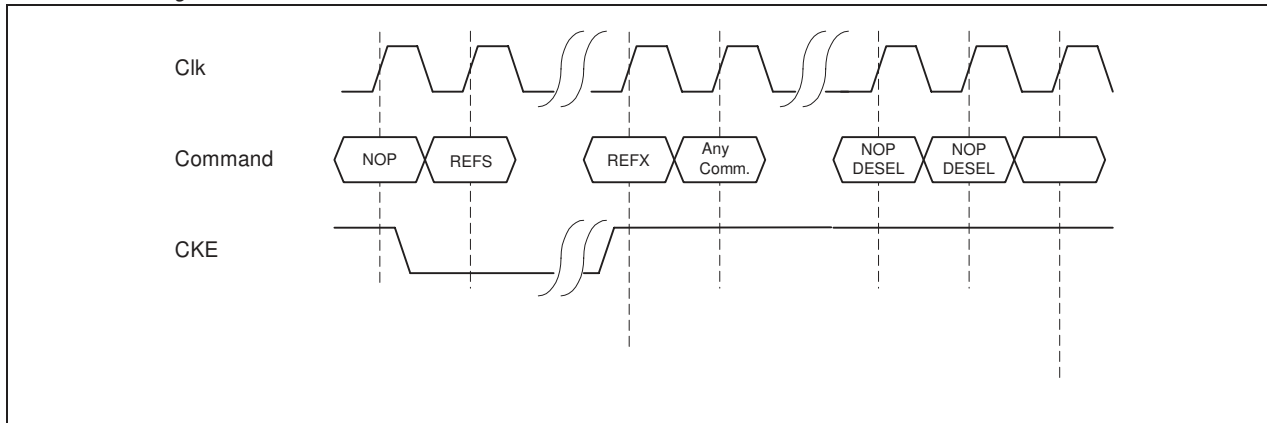 Clk
Command
NOP
REFS
REFX
Any
Comm.
NOP
DESEL
NOP
DESEL
CKE